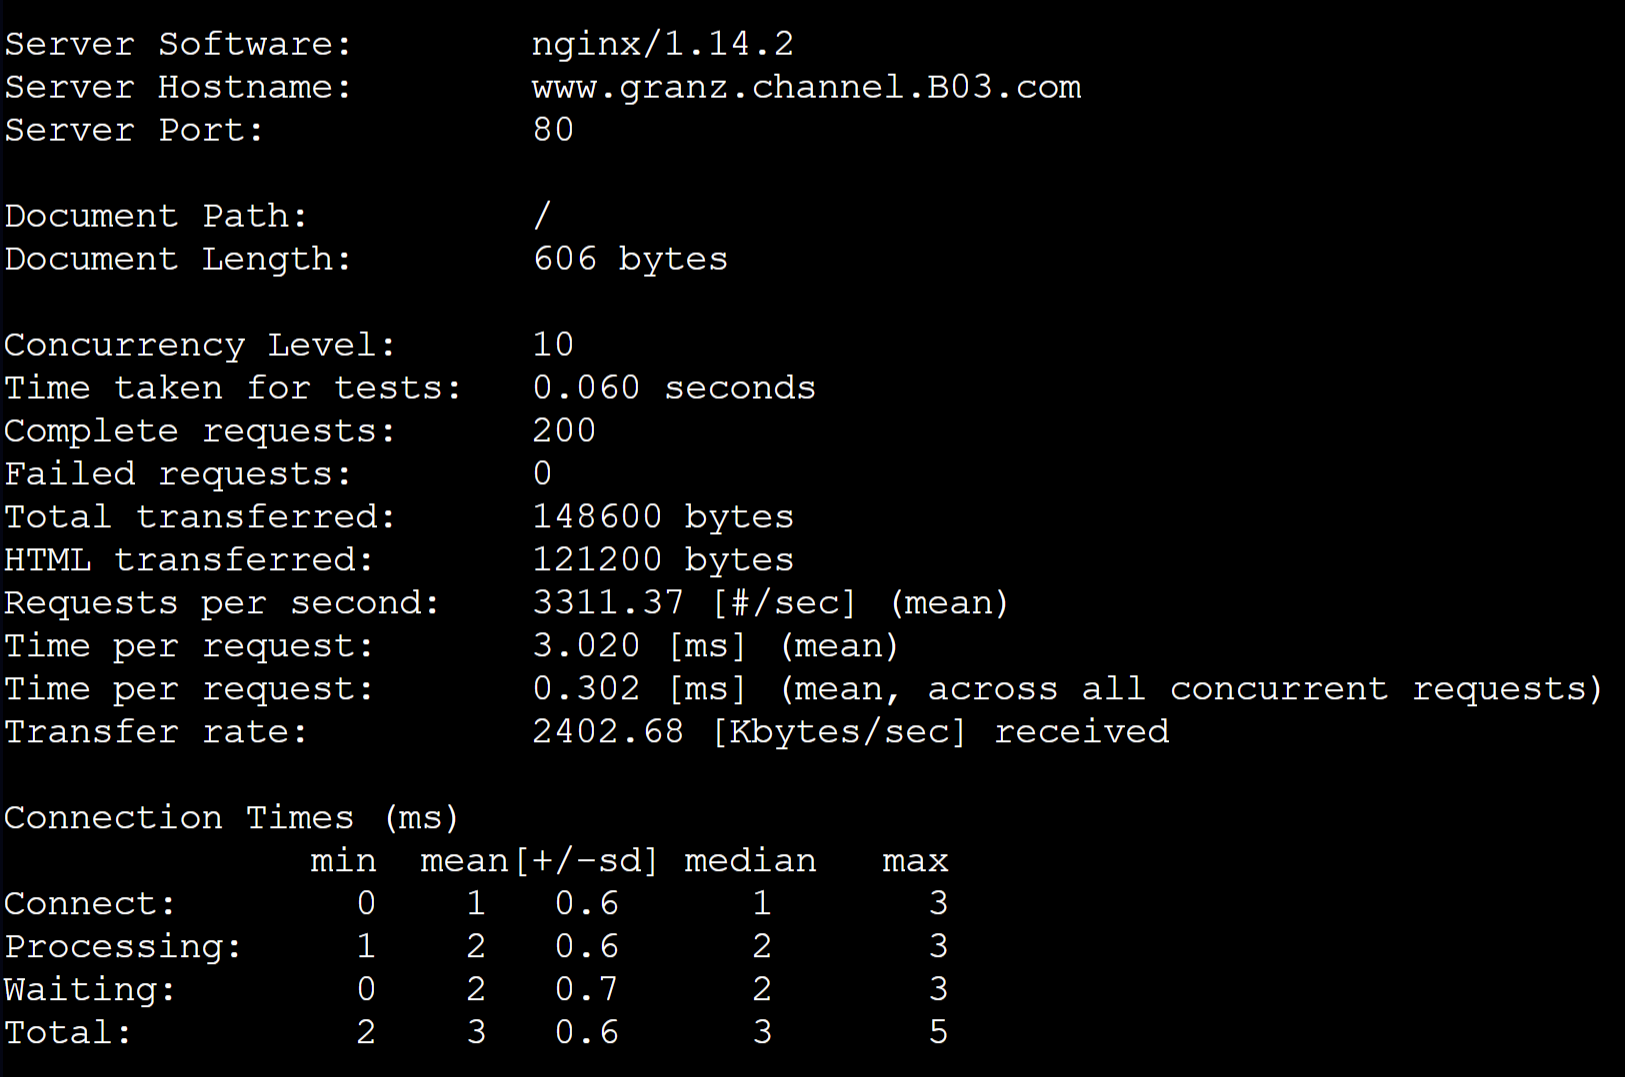 Server Software:        nginx/1.14.2
Server Hostname:        www.granz.channel.B03.com
Server Port:            80

Document Path:          /
Document Length:        606 bytes

Concurrency Level:      10
Time taken for tests:   0.060 seconds
Complete requests:      200
Failed requests:        0
Total transferred:      148600 bytes
HTML transferred:       121200 bytes
Requests per second:    3311.37 [#/sec] (mean)
Time per request:       3.020 [ms] (mean)
Time per request:       0.302 [ms] (mean, across all concurrent requests)
Transfer rate:          2402.68 [Kbytes/sec] received

Connection Times (ms)
              min  mean[+/-sd] median   max
Connect:        0    1   0.6      1       3
Processing:     1    2   0.6      2       3
Waiting:        0    2   0.7      2       3
Total:          2    3   0.6      3       5